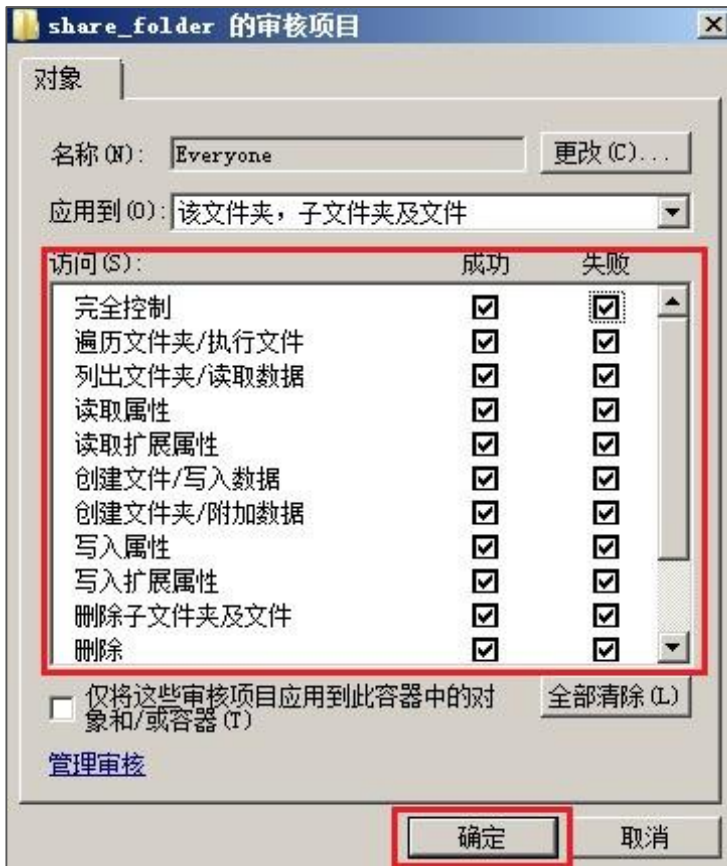 share_folder 的审核项目
对象
名称(N): Everyone 更改(C)...
应用到(O): 该文件夹，子文件夹及文件
访问(S): 成功 失败
完全控制
遍历文件夹/执行文件
列出文件夹/读取数据
读取属性
读取扩展属性
创建文件/写入数据
创建文件夹/附加数据
写入属性
写入扩展属性
删除子文件夹及文件
删除
仅将这些审核项目应用到此容器中的对
象和/或容器(T)
全部清除(L)
管理审核
确定 取消